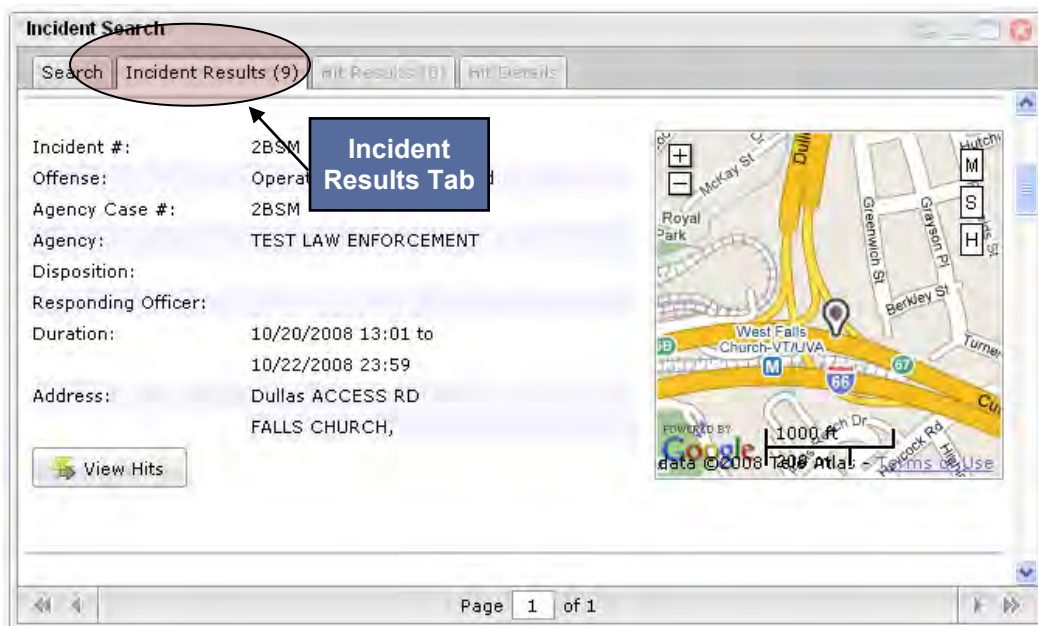 Incident Search
Search Incident Results (9) Hit Results (0) Hit Details
Incident Results Tab
Incident #: 2BSM
Offense:
Agency Case #: 2BSM
Agency: TEST LAW ENFORCEMENT
Disposition:
Responding Officer:
Duration: 10/20/2008 13:01 to
10/22/2008 23:59
Address: Dullas ACCESS RD
FALLS CHURCH,
View Hits
McKay St
Royal
Park
Greenwich St
Grayson Pl
Berkley St
M
S
H
West Falls
Church-VT/UVA
M
66
67
POWERED BY
Google
1000 ft
Terms of Use
Page 1 of 1